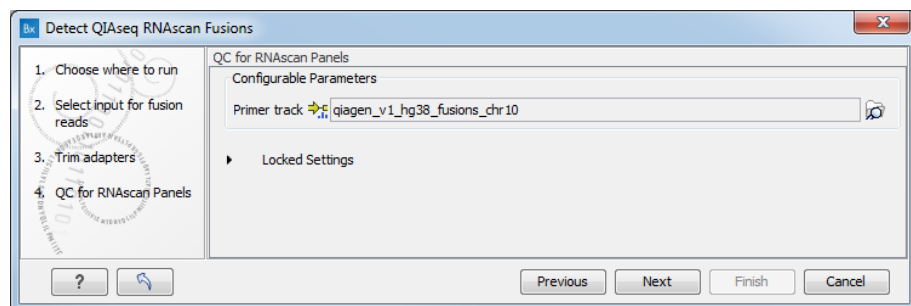 Bx Detect QIAseq RNAscan Fusions
X
1. Choose where to run
2. Select input for fusion
reads
3. Trim adapters
4. QC for RNAscan Panels
QC for RNAscan Panels
Configurable Parameters
Primer track qiagen_v1_hg38_fusions_chr10
Locked Settings
?
Previous Next Finish Cancel